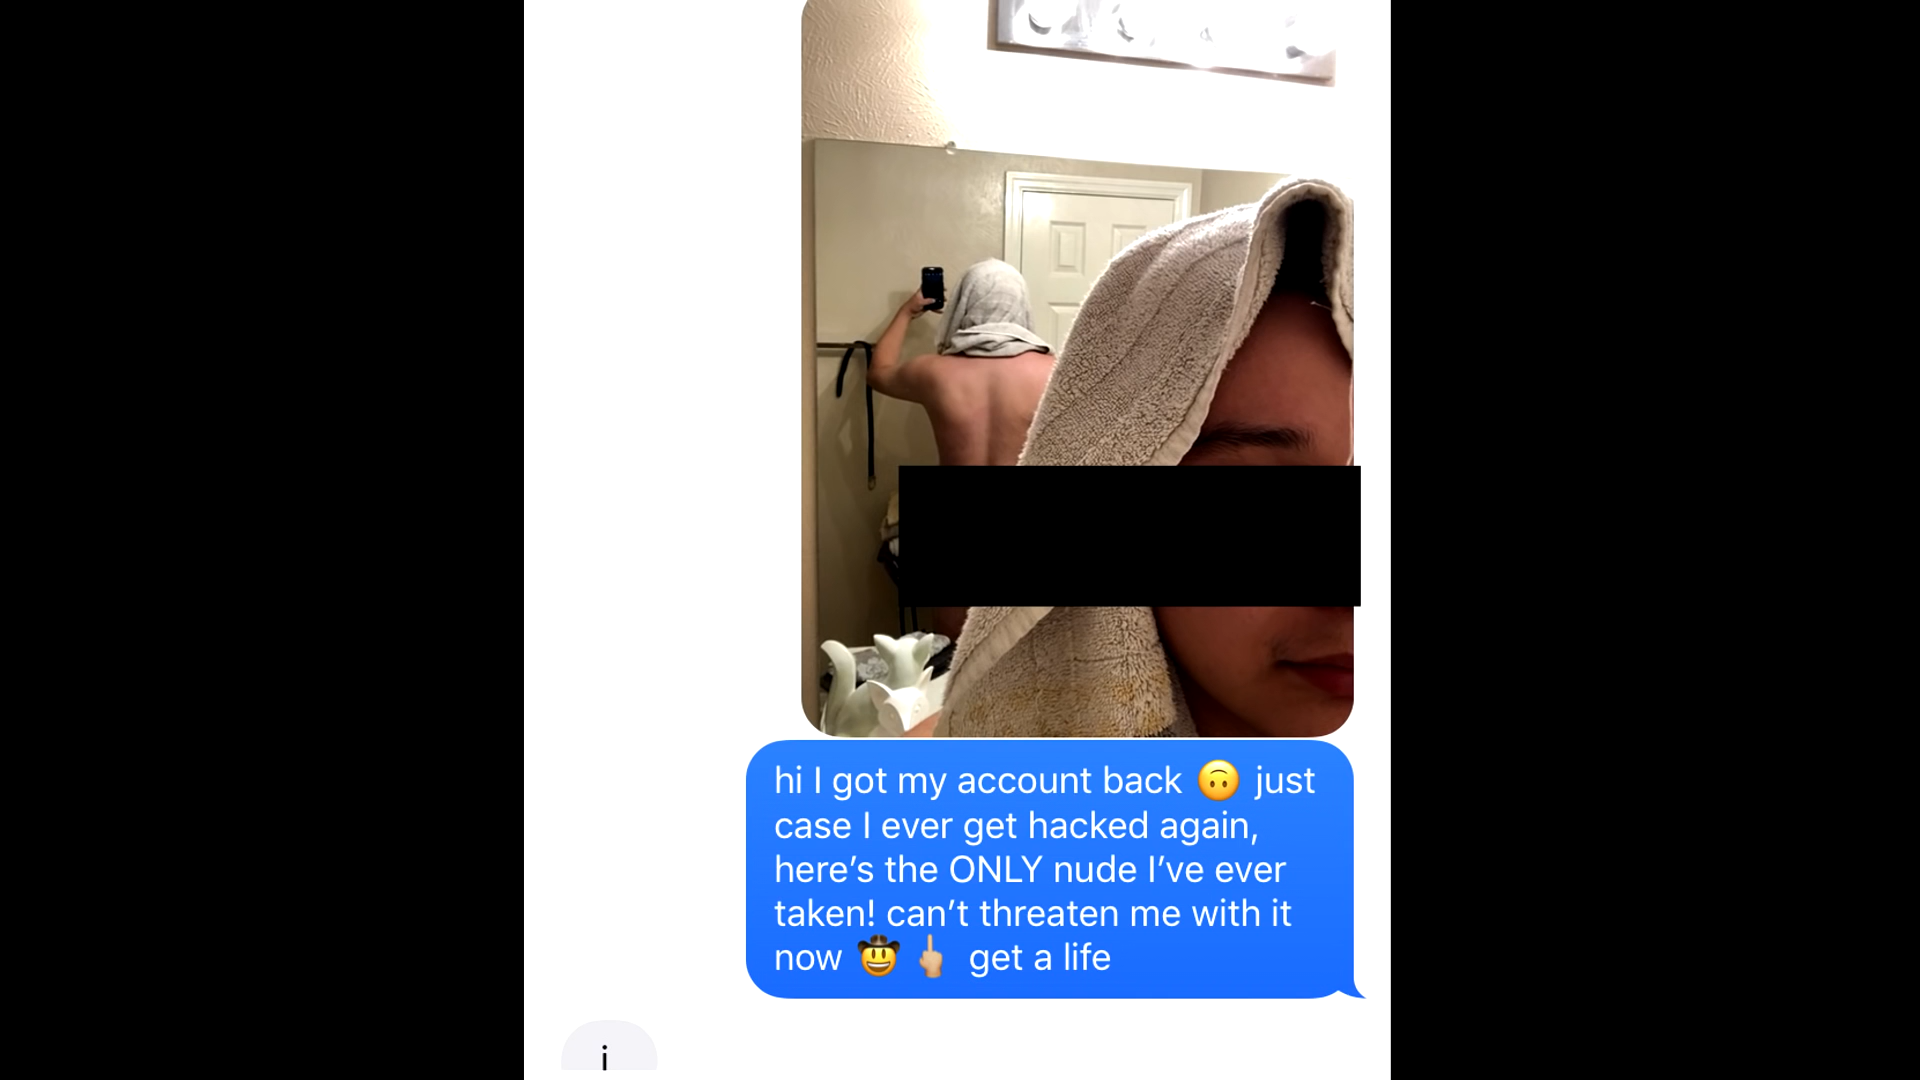 hi I got my account back 🙃 just
case I ever get hacked again,
here’s the ONLY nude I’ve ever
taken! can’t threaten me with it
now 🤠🖕🏼 get a life
i